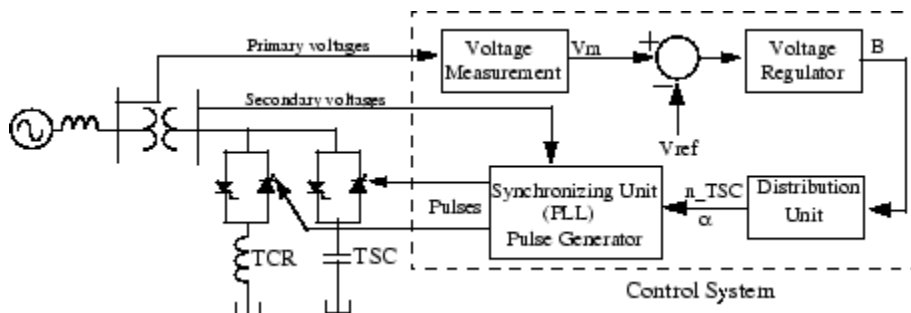 Primary voltages
Voltage
Measurement
Vm
+
−
Voltage
Regulator
B
Secondary voltages
Vref
Synchronizing Unit
(PLL)
Pulse Generator
n_TSC
α
Distribution
Unit
Pulses
TCR
TSC
Control System